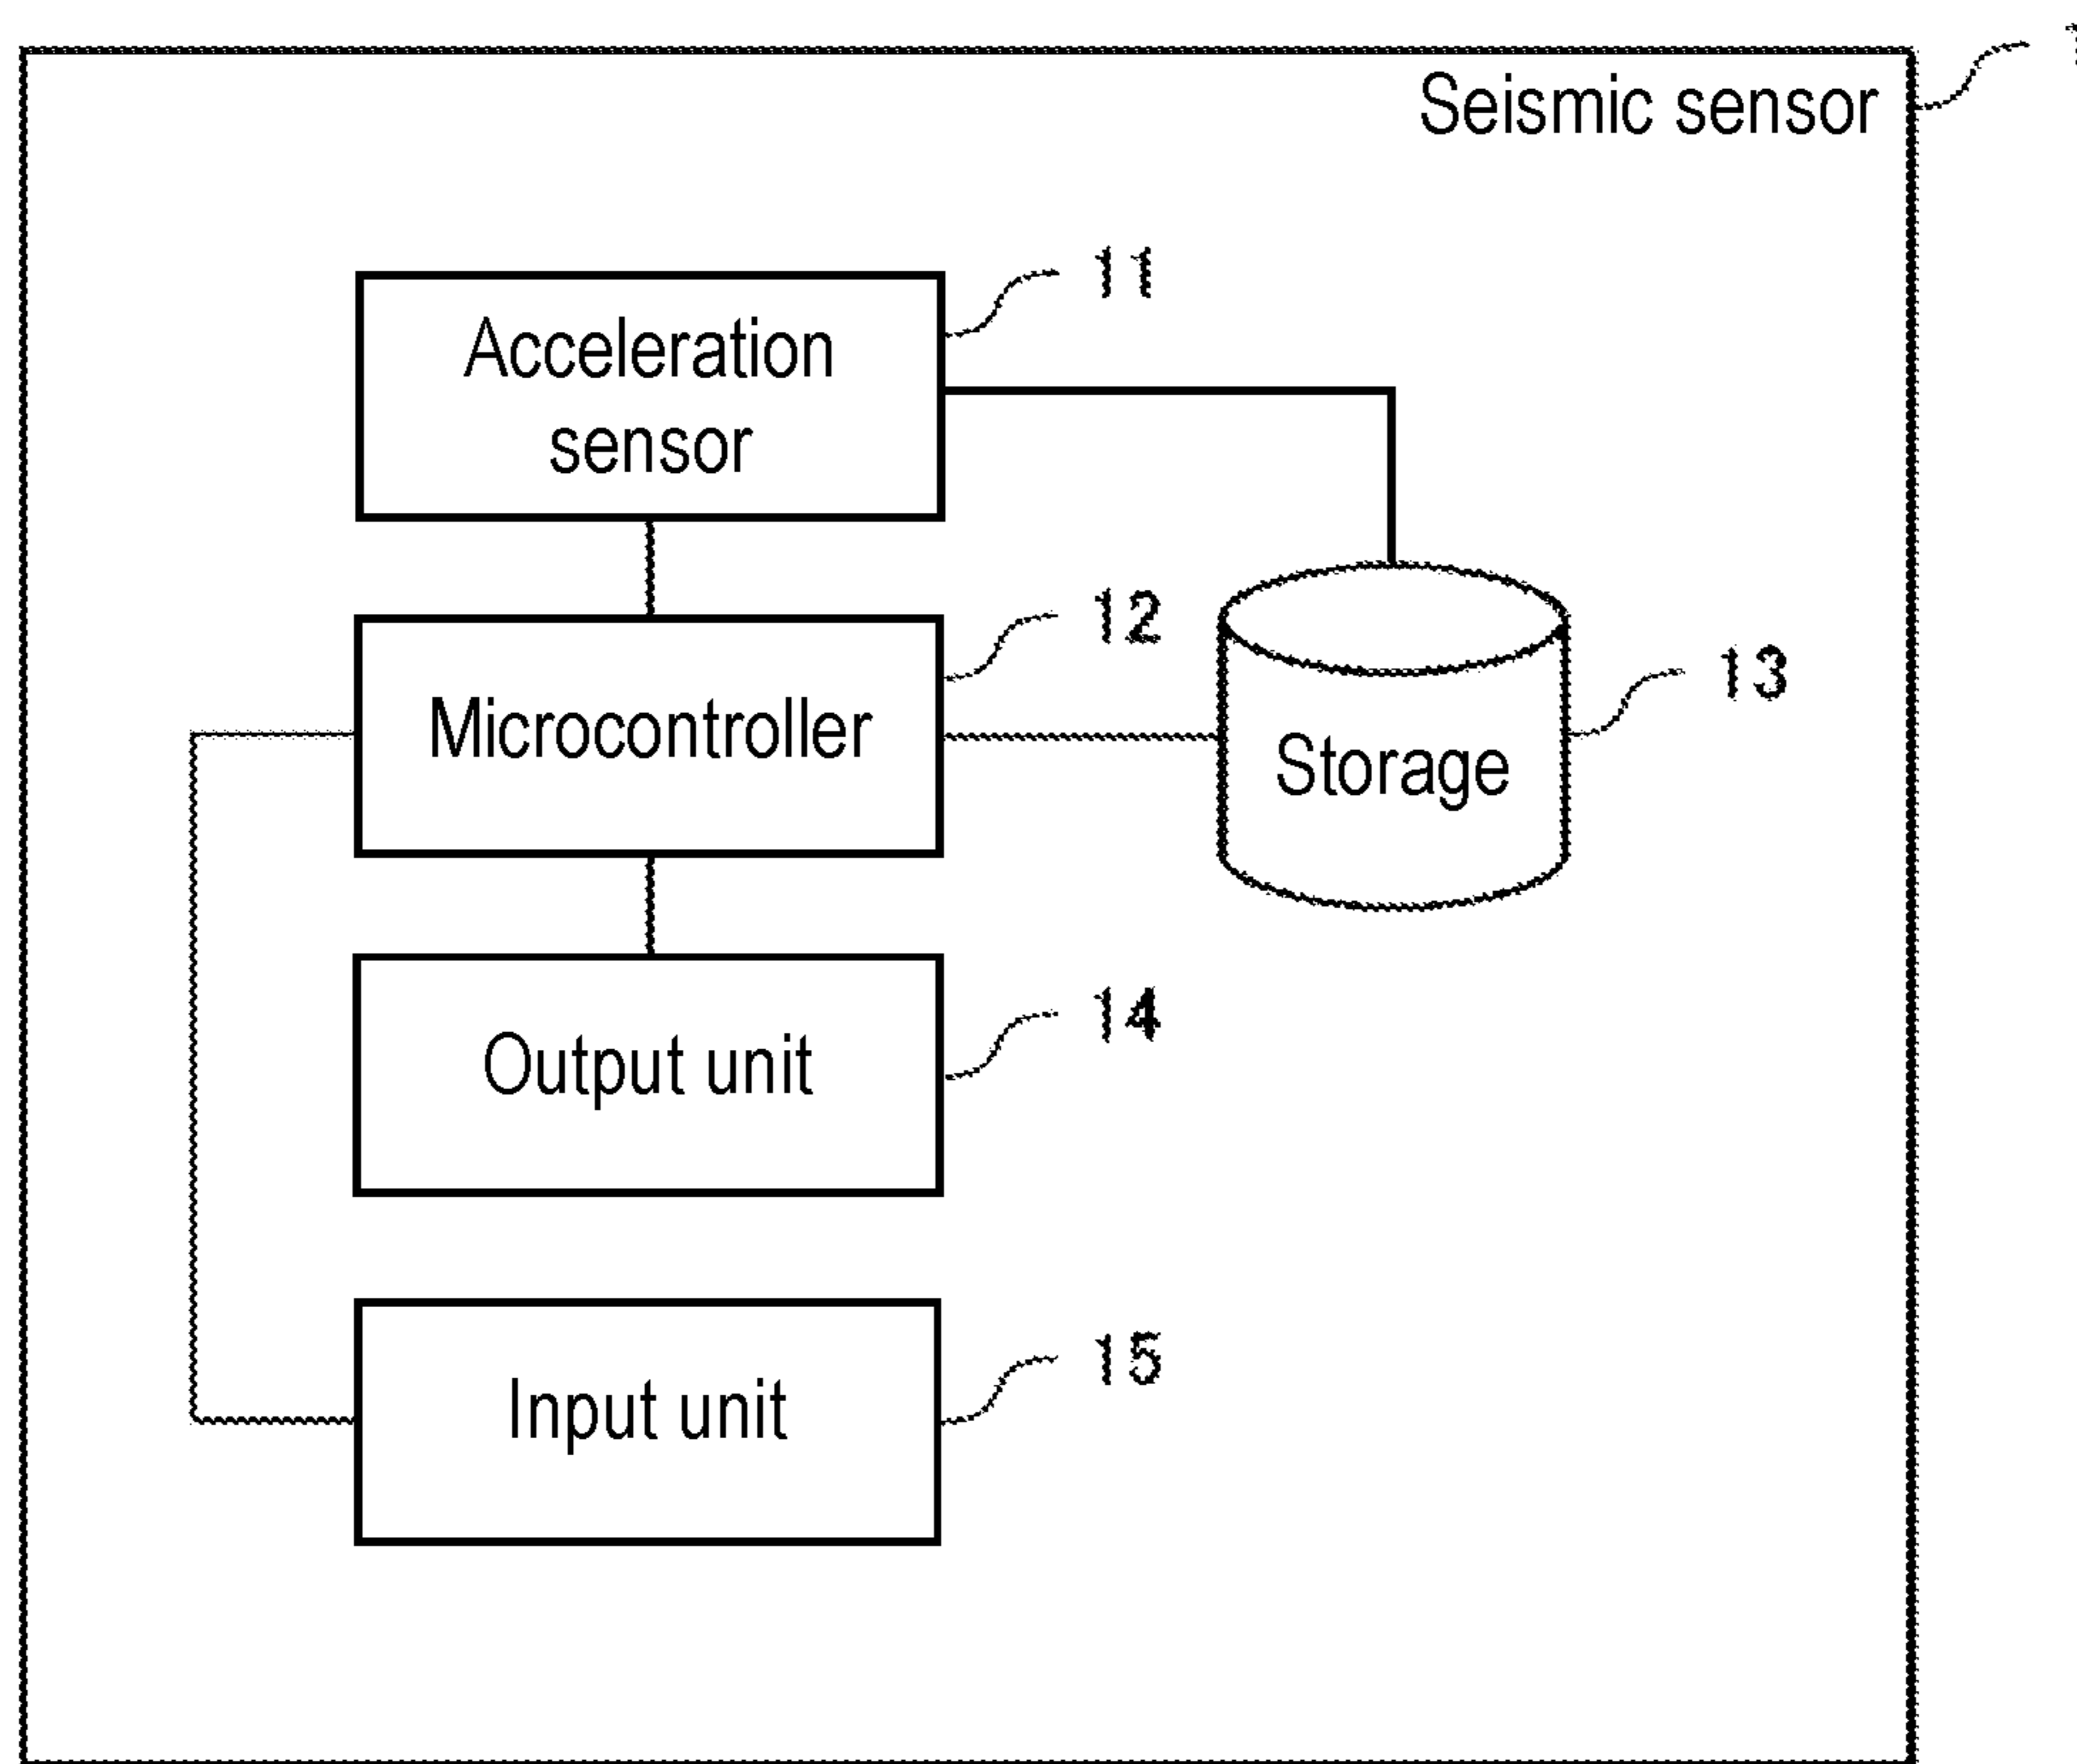 Seismic sensor
11
Acceleration
sensor
12
Microcontroller
13
Storage
14
Output unit
15
Input unit